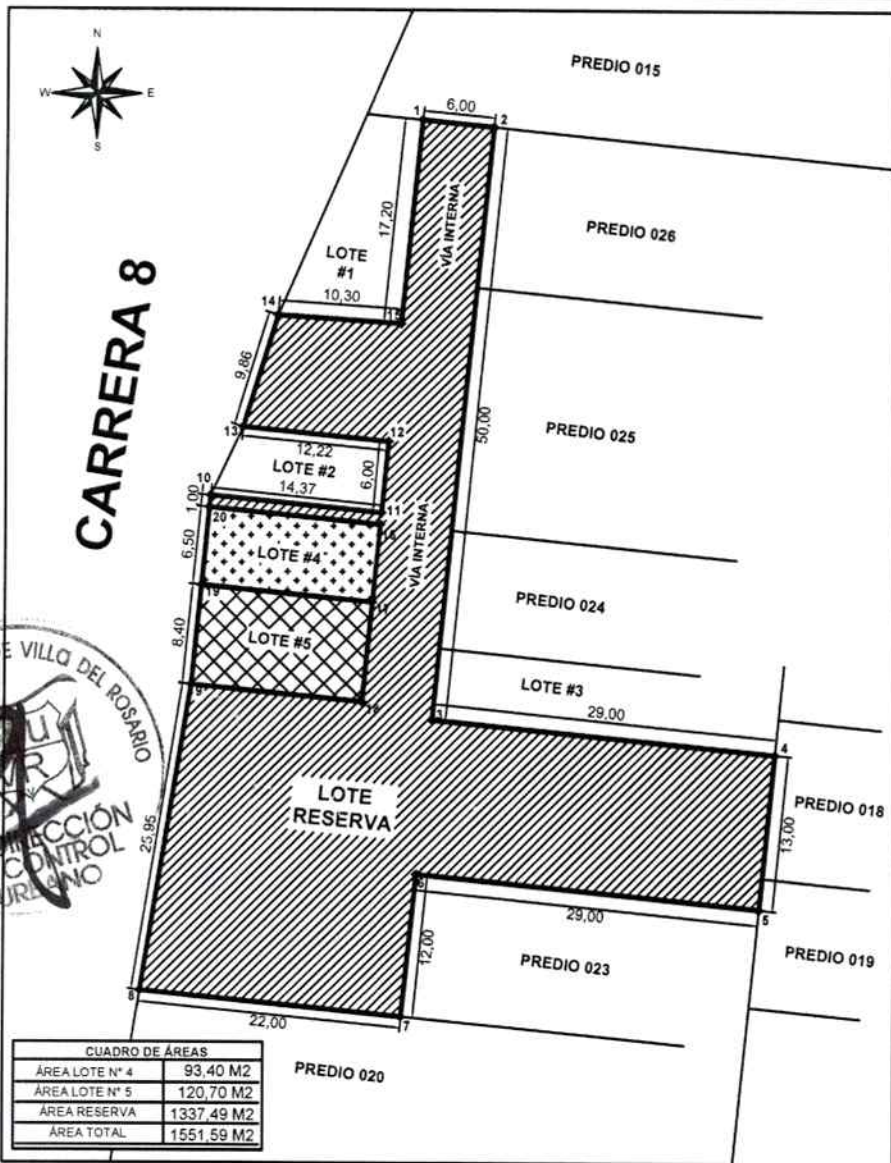 N
W E
S
PREDIO 015
1 6,00 2
VÍA INTERNA
17,20
PREDIO 026
LOTE
#1
CARRERA 8
14 10,30 15
9,86
50,00
PREDIO 025
13 12,22 12
LOTE #2 6,00
10 14,37 11
1,00
20
LOTE #4
6,50
VÍA INTERNA
PREDIO 024
19
LOTE #5
8,40
LOTE #3
9
3 29,00 4
E VILLA DEL ROSARIO
CONTROL
URBANO
LOTE
RESERVA
PREDIO 018
13,00
25,95
6 29,00 5
12,00
PREDIO 023
PREDIO 019
8 22,00 7
PREDIO 020
CUADRO DE ÁREAS
ÁREA LOTE N° 4 93,40 M2
ÁREA LOTE N° 5 120,70 M2
ÁREA RESERVA 1337,49 M2
ÁREA TOTAL 1551,59 M2